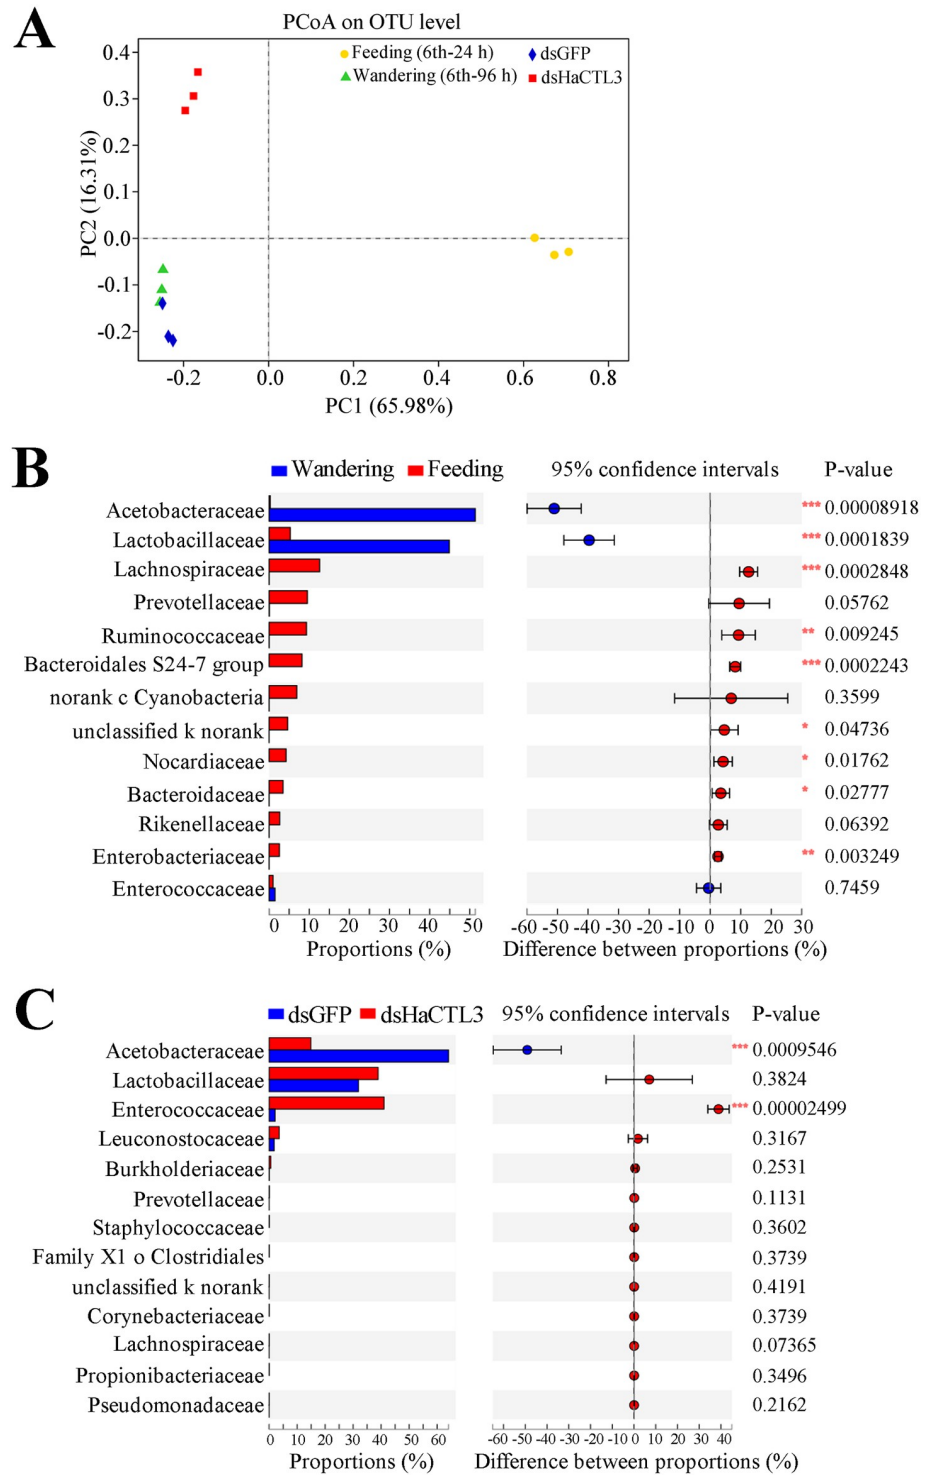 A
PCoA on OTU level
Feeding (6th-24 h) dsGFP
Wandering (6th-96 h) dsHaCTL3
PC2 (16.31%)
0.4
0.3
0.2
0.1
0.0
-0.1
-0.2
-0.2 0.0 0.2 0.4 0.6 0.8
PC1 (65.98%)
B
Wandering Feeding 95% confidence intervals P-value
Acetobacteraceae *** 0.00008918
Lactobacillaceae *** 0.0001839
Lachnospiraceae *** 0.0002848
Prevotellaceae 0.05762
Ruminococcaceae ** 0.009245
Bacteroidales S24-7 group *** 0.0002243
norank c Cyanobacteria 0.3599
unclassified k norank * 0.04736
Nocardiaceae * 0.01762
Bacteroidaceae * 0.02777
Rikenellaceae 0.06392
Enterobacteriaceae ** 0.003249
Enterococcaceae 0.7459
0 10 20 30 40 50 -60 -50 -40 -30 -20 -10 0 10 20 30
Proportions (%) Difference between proportions (%)
C
dsGFP dsHaCTL3 95% confidence intervals P-value
Acetobacteraceae *** 0.0009546
Lactobacillaceae 0.3824
Enterococcaceae *** 0.00002499
Leuconostocaceae 0.3167
Burkholderiaceae 0.2531
Prevotellaceae 0.1131
Staphylococcaceae 0.3602
Family X1 o Clostridiales 0.3739
unclassified k norank 0.4191
Corynebacteriaceae 0.3739
Lachnospiraceae 0.07365
Propionibacteriaceae 0.3496
Pseudomonadaceae 0.2162
0 10 20 30 40 50 60 -60 -50 -40 -30 -20 -10 0 10 20 30 40
Proportions (%) Difference between proportions (%)